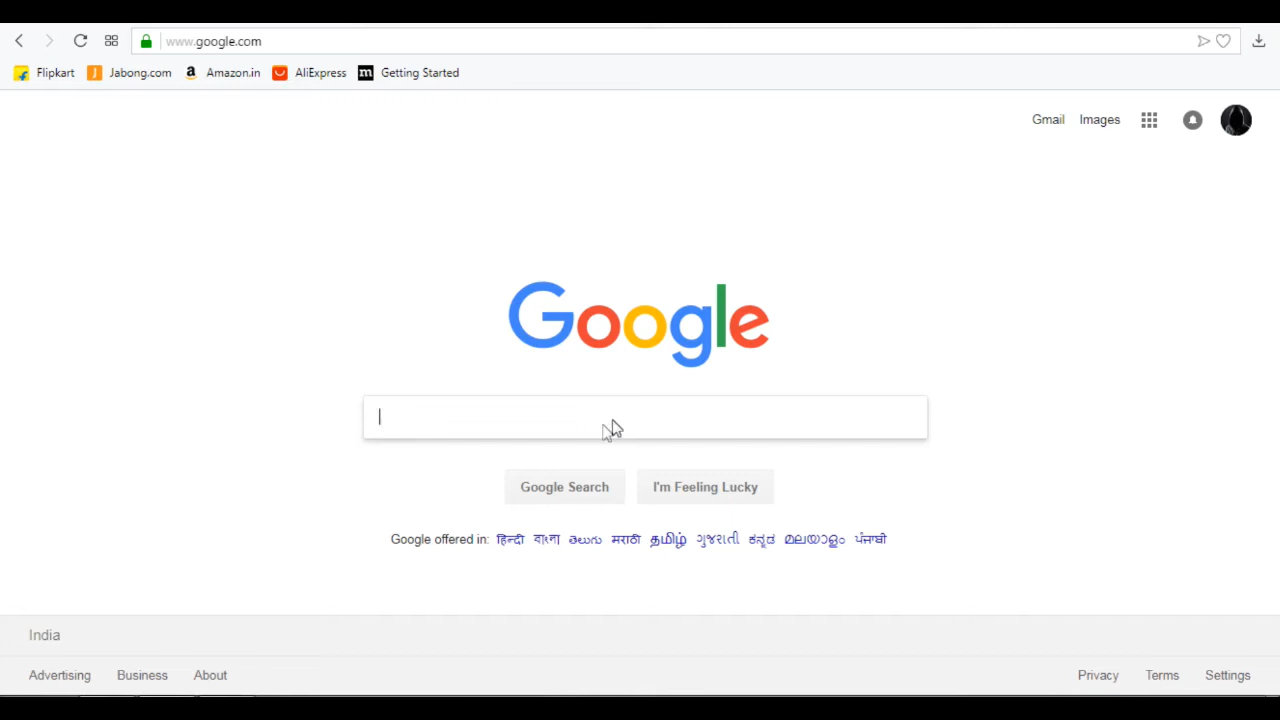 www.google.com
Flipkart Jabong.com Amazon.in AliExpress Getting Started
Gmail Images
Google
Google Search I'm Feeling Lucky
Google offered in: हिन्दी বাংলা తెలుగు मराठी தமிழ் ગુજરાતી ಕನ್ನಡ മലയാളം ਪੰਜਾਬੀ
India
Advertising Business About Privacy Terms Settings